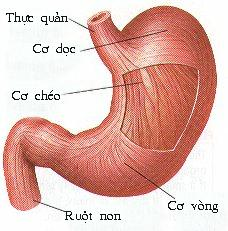 Thực quản
Cơ dọc
Cơ chéo
Cơ vòng
Ruột non